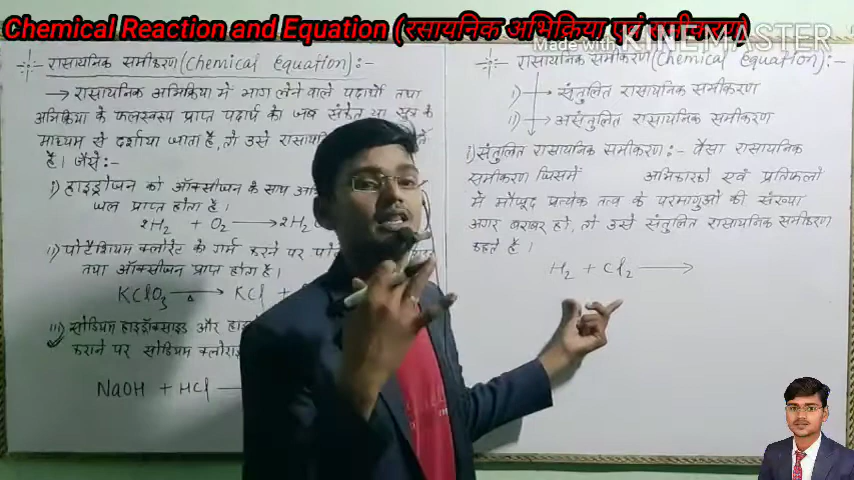 Chemical Reaction and Equation (रसायनिक अभिक्रिया एवं समीकरण)
Made with KINEMASTER
रासायनिक समीकरण (Chemical Equation):-
→ रासायनिक अभिक्रिया में भाग लेने वाले पदार्थो तथा
अभिक्रिया के फलस्वरूप प्राप्त पदार्थ को जब संकेत या सूत्र के
माध्यम से दर्शाया जाता है, तो उसे
है। जैसे:-
i) हाइड्रोजन को ऑक्सीजन के साथ
जल प्राप्त होता है।
2H₂ + O₂ → 2H₂
ii) पोटैशियम क्लोरेट के गर्म करने पर
तथा ऑक्सीजन प्राप्त होता है।
KClO₃ →Δ KCl +
iii) सोडियम हाइड्रॉक्साइड और
कराने पर सोडियम
NaOH + HCl
रासायनिक समीकरण (Chemical Equation):-
i) → संतुलित रासायनिक समीकरण
ii) → असंतुलित रासायनिक समीकरण
i) संतुलित रासायनिक समीकरण:- वैसा रासायनिक
समीकरण जिसमें अभिकारको एवं प्रतिफलो
में मौजूद प्रत्येक तत्व के परमाणुओ की संख्या
अगर बराबर हो, तो उसे संतुलित रासायनिक समीकरण
कहते है।
H₂ + Cl₂ →